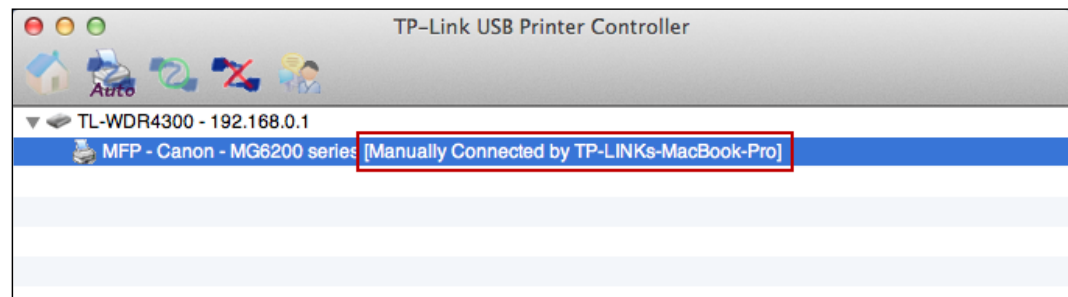 TP-Link USB Printer Controller
Auto
TL-WDR4300 - 192.168.0.1
MFP - Canon - MG6200 series [Manually Connected by TP-LINKs-MacBook-Pro]